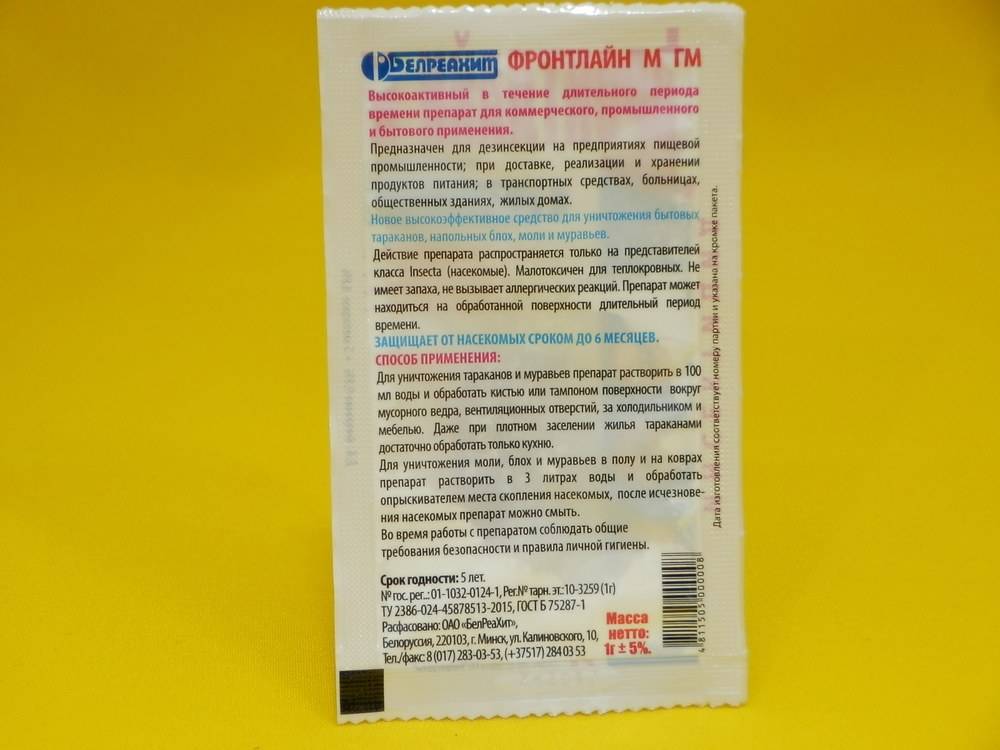 БЕЛРЕАХИТ ФРОНТЛАЙН М ГМ
Высокоактивный в течение длительного периода
времени препарат для коммерческого, промышленного
и бытового применения.
Предназначен для дезинсекции на предприятиях пищевой
промышленности; при доставке, реализации и хранении
продуктов питания; в транспортных средствах, больницах,
общественных зданиях, жилых домах.
Новое высокоэффективное средство для уничтожения бытовых
тараканов, напольных блох, моли и муравьев.
Действие препарата распространяется только на представителей
класса Insecta (насекомые). Малотоксичен для теплокровных. Не
имеет запаха, не вызывает аллергических реакций. Препарат может
находиться на обработанной поверхности длительный период
времени.
ЗАЩИЩАЕТ ОТ НАСЕКОМЫХ СРОКОМ ДО 6 МЕСЯЦЕВ.
СПОСОБ ПРИМЕНЕНИЯ:
Для уничтожения тараканов и муравьев препарат растворить в 100
мл воды и обработать кистью или тампоном поверхности вокруг
мусорного ведра, вентиляционных отверстий, за холодильником и
мебелью. Даже при плотном заселении жилья тараканами
достаточно обработать только кухню.
Для уничтожения моли, блох и муравьев в полу и на коврах
препарат растворить в 3 литрах воды и обработать
опрыскивателем места скопления насекомых, после исчезнове-
ния насекомых препарат можно смыть.
Во время работы с препаратом соблюдать общие
требования безопасности и правила личной гигиены.
Срок годности: 5 лет.
№ гос. рег..: 01-1032-0124-1, Рег.№ тарн. эт.:10-3259 (1г)
ТУ 2386-024-45878513-2015, ГОСТ Б 75287-1
Расфасовано: ОАО «БелРеаХит»,
Белоруссия, 220103, г. Минск, ул. Калиновского, 10,
Тел./факс: 8 (017) 283-03-53, (+37517) 284 03 53
Масса
нетто:
1г ± 5%.
4 811505 000008
Дата изготовления соответствует номеру партии и указана на кромке пакета.